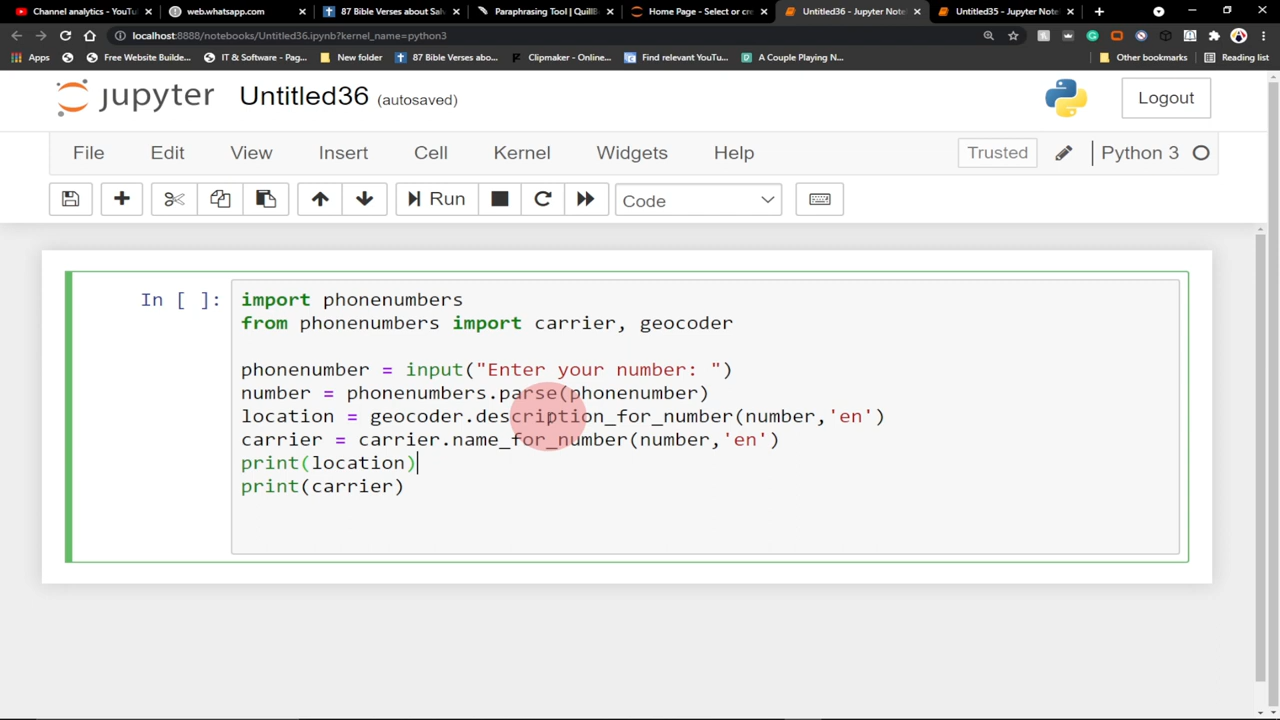 Channel analytics - YouTu
web.whatsapp.com
87 Bible Verses about Sal
Paraphrasing Tool | QuillB
Home Page - Select or cre
Untitled36 - Jupyter Note
Untitled35 - Jupyter Note
localhost:8888/notebooks/Untitled36.ipynb?kernel_name=python3
Apps
Free Website Builde...
IT & Software - Pag...
New folder
87 Bible Verses abo...
Clipmaker - Online...
Find relevant YouTu...
A Couple Playing N...
Other bookmarks
Reading list
jupyter Untitled36 (autosaved)
Logout
File Edit View Insert Cell Kernel Widgets Help
Trusted
Python 3
Run
Code
In [ ]:
import phonenumbers
from phonenumbers import carrier, geocoder
phonenumber = input("Enter your number: ")
number = phonenumbers.parse(phonenumber)
location = geocoder.description_for_number(number,'en')
carrier = carrier.name_for_number(number,'en')
print(location)
print(carrier)